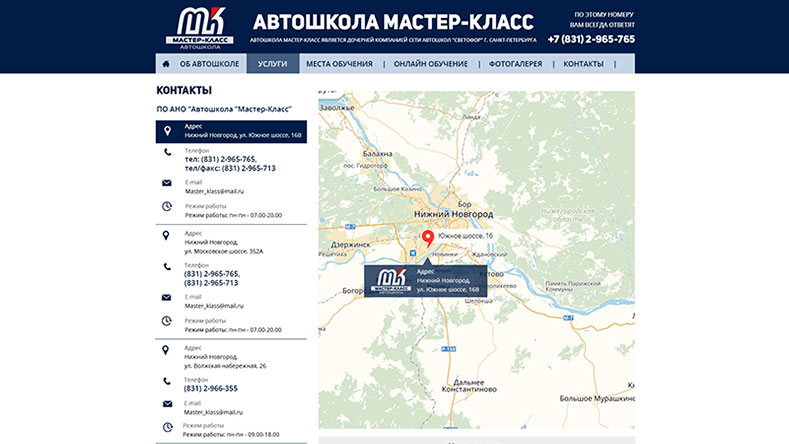 МК
МАСТЕР-КЛАСС
АВТОШКОЛА
АВТОШКОЛА МАСТЕР-КЛАСС
АВТОШКОЛА МАСТЕР-КЛАСС ЯВЛЯЕТСЯ ДОЧЕРНЕЙ КОМПАНИЕЙ СЕТИ АВТОШКОЛ "СВЕТОФОР" Г. САНКТ-ПЕТЕРБУРГА
ПО ЭТОМУ НОМЕРУ
ВАМ ВСЕГДА ОТВЕТЯТ
+7 (831) 2-965-765
ОБ АВТОШКОЛЕ УСЛУГИ МЕСТА ОБУЧЕНИЯ | ОНЛАЙН ОБУЧЕНИЕ | ФОТОГАЛЕРЕЯ | КОНТАКТЫ |
КОНТАКТЫ
ПО АНО "Автошкола "Мастер-Класс"
Адрес
Нижний Новгород, ул. Южное шоссе, 16В
Телефон
тел: (831) 2-965-765,
тел/факс: (831) 2-965-713
E-mail
Master_klass@mail.ru
Режим работы
Режим работы: пн-пн - 07.00-20.00
Адрес
Нижний Новгород,
ул. Московское шоссе, 352А
Телефон
(831) 2-965-765,
(831) 2-965-713
E-mail
Master_klass@mail.ru
Режим работы
Режим работы: пн-пн - 07.00-20.00
Адрес
Нижний Новгород,
ул. Волжская набережная, 26
Телефон
(831) 2-966-355
E-mail
Master_klass@mail.ru
Режим работы
Режим работы: пн-пн - 09.00-18.00
Заволжье
Линда
Балахна
пос. Гидроторф
Большое Козино
Бор
Нижний Новгород
Нижегородская
область
М-7
Южное шоссе, 16
Дзержинск
Решетиха
Новинки
Ждановский
Кстово
Шелокша
Память Парижской
Коммуны
М-7
МК
МАСТЕР-КЛАСС
АВТОШКОЛА
Адрес
Нижний Новгород,
ул. Южное шоссе, 16В
Р-158
Дальнее
Константиново
Большое Мурашкино